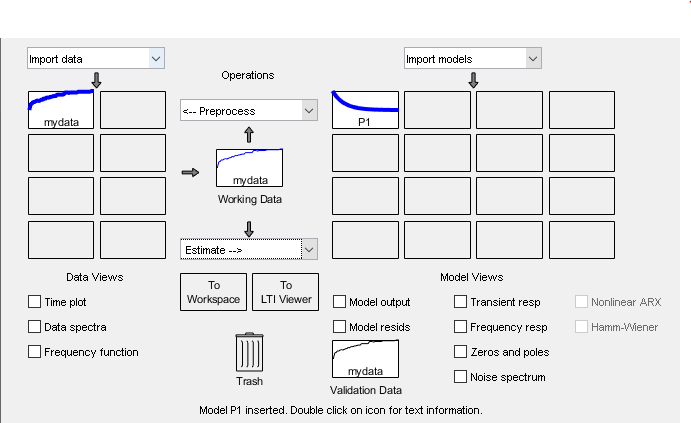 Import data
Import models
Operations
<-- Preprocess
mydata
P1
mydata
Working Data
Estimate -->
Data Views
Model Views
To
Workspace
To
LTI Viewer
Time plot
Data spectra
Frequency function
Model output
Model resids
Transient resp
Frequency resp
Zeros and poles
Noise spectrum
Nonlinear ARX
Hamm-Wiener
mydata
Validation Data
Trash
Model P1 inserted. Double click on icon for text information.